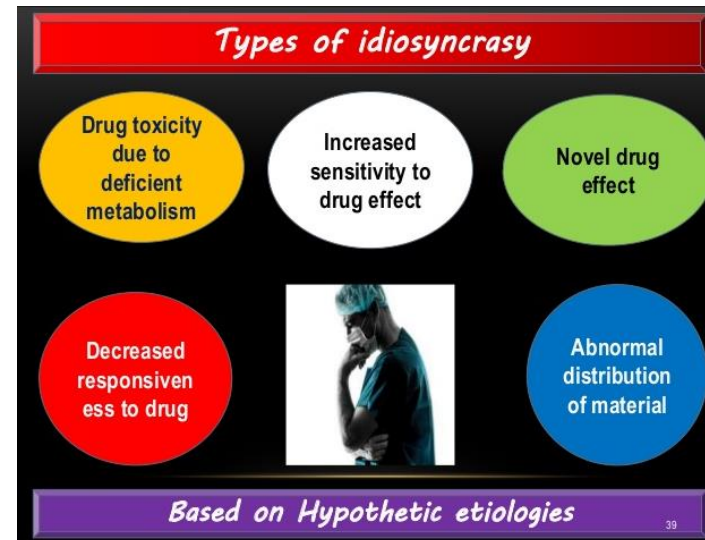 Types of idiosyncrasy
Drug toxicity
due to
deficient
metabolism
Increased
sensitivity to
drug effect
Novel drug
effect
Decreased
responsiven
ess to drug
Abnormal
distribution
of material
Based on Hypothetic etiologies
39